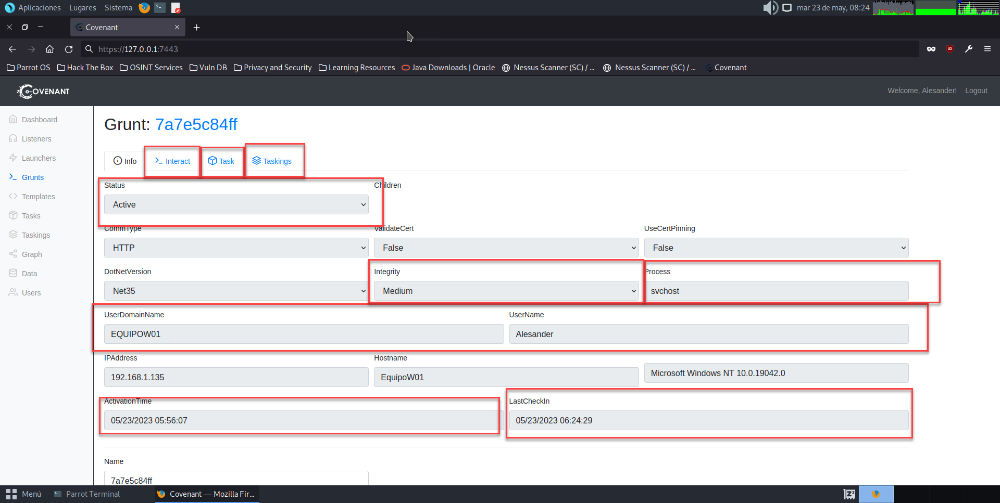 Aplicaciones Lugares Sistema mar 23 de may, 08:24
Covenant
https://127.0.0.1:7443
Parrot OS Hack The Box OSINT Services Vuln DB Privacy and Security Learning Resources Java Downloads | Oracle Nessus Scanner (SC) / ... Nessus Scanner (SC) / ... Covenant
COVENANT Welcome, Alesander! Logout
Dashboard
Listeners
Launchers
Grunts
Templates
Tasks
Taskings
Graph
Data
Users
Grunt: 7a7e5c84ff
Info Interact Task Taskings
Status Children
Active
CommType ValidateCert UseCertPinning
HTTP False False
DotNetVersion Integrity Process
Net35 Medium svchost
UserDomainName UserName
EQUIPOW01 Alesander
IPAddress Hostname
192.168.1.135 EquipoW01 Microsoft Windows NT 10.0.19042.0
ActivationTime LastCheckIn
05/23/2023 05:56:07 05/23/2023 06:24:29
Name
7a7e5c84ff
Menú Parrot Terminal Covenant — Mozilla Fir...